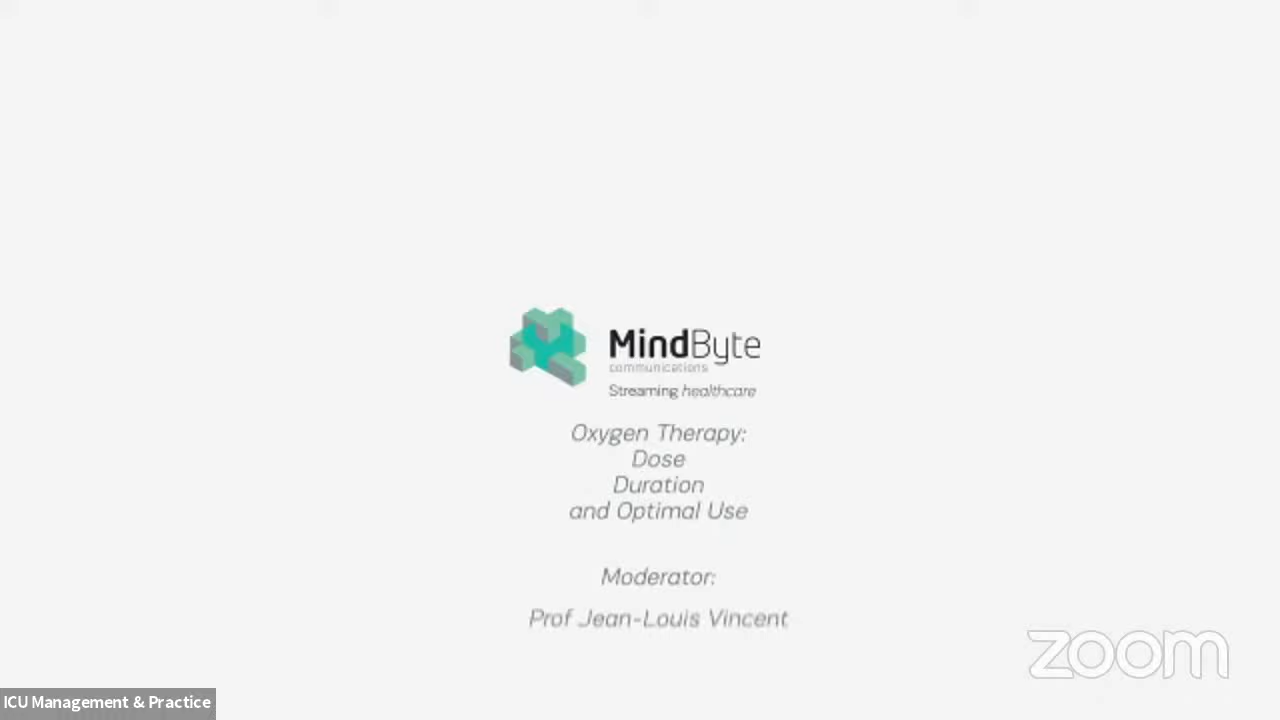 MindByte
communications
Streaming healthcare
Oxygen Therapy:
Dose
Duration
and Optimal Use
Moderator:
Prof Jean-Louis Vincent
zoom
ICU Management & Practice